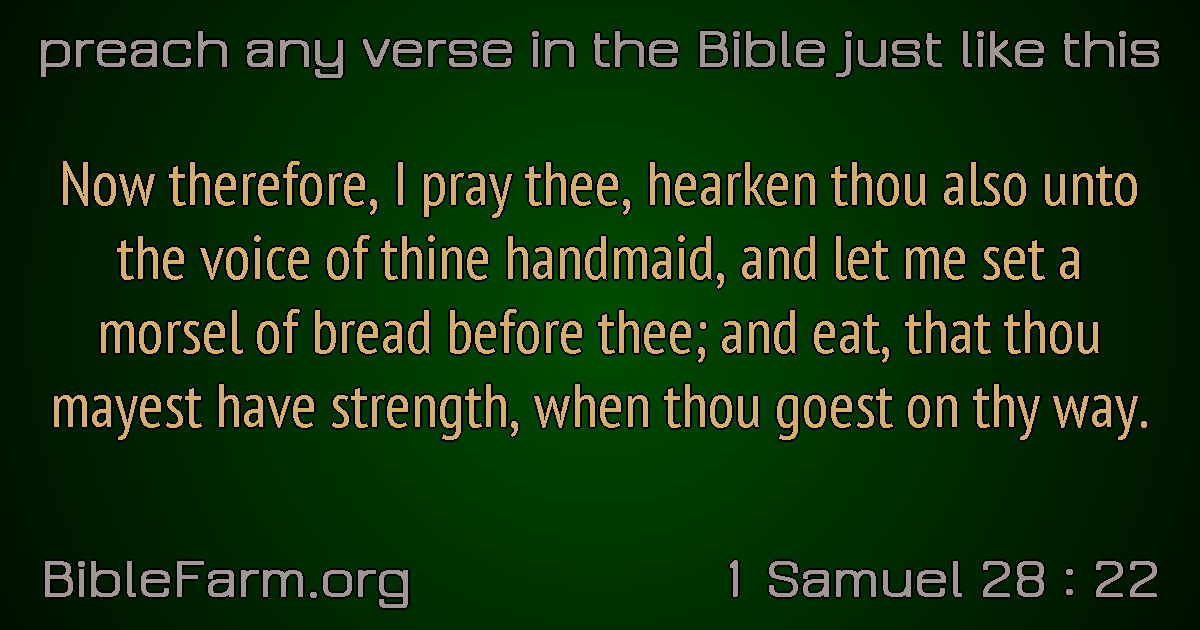 preach any verse in the Bible just like this
Now therefore, I pray thee, hearken thou also unto
the voice of thine handmaid, and let me set a
morsel of bread before thee; and eat, that thou
mayest have strength, when thou goest on thy way.
BibleFarm.org
1 Samuel 28 : 22